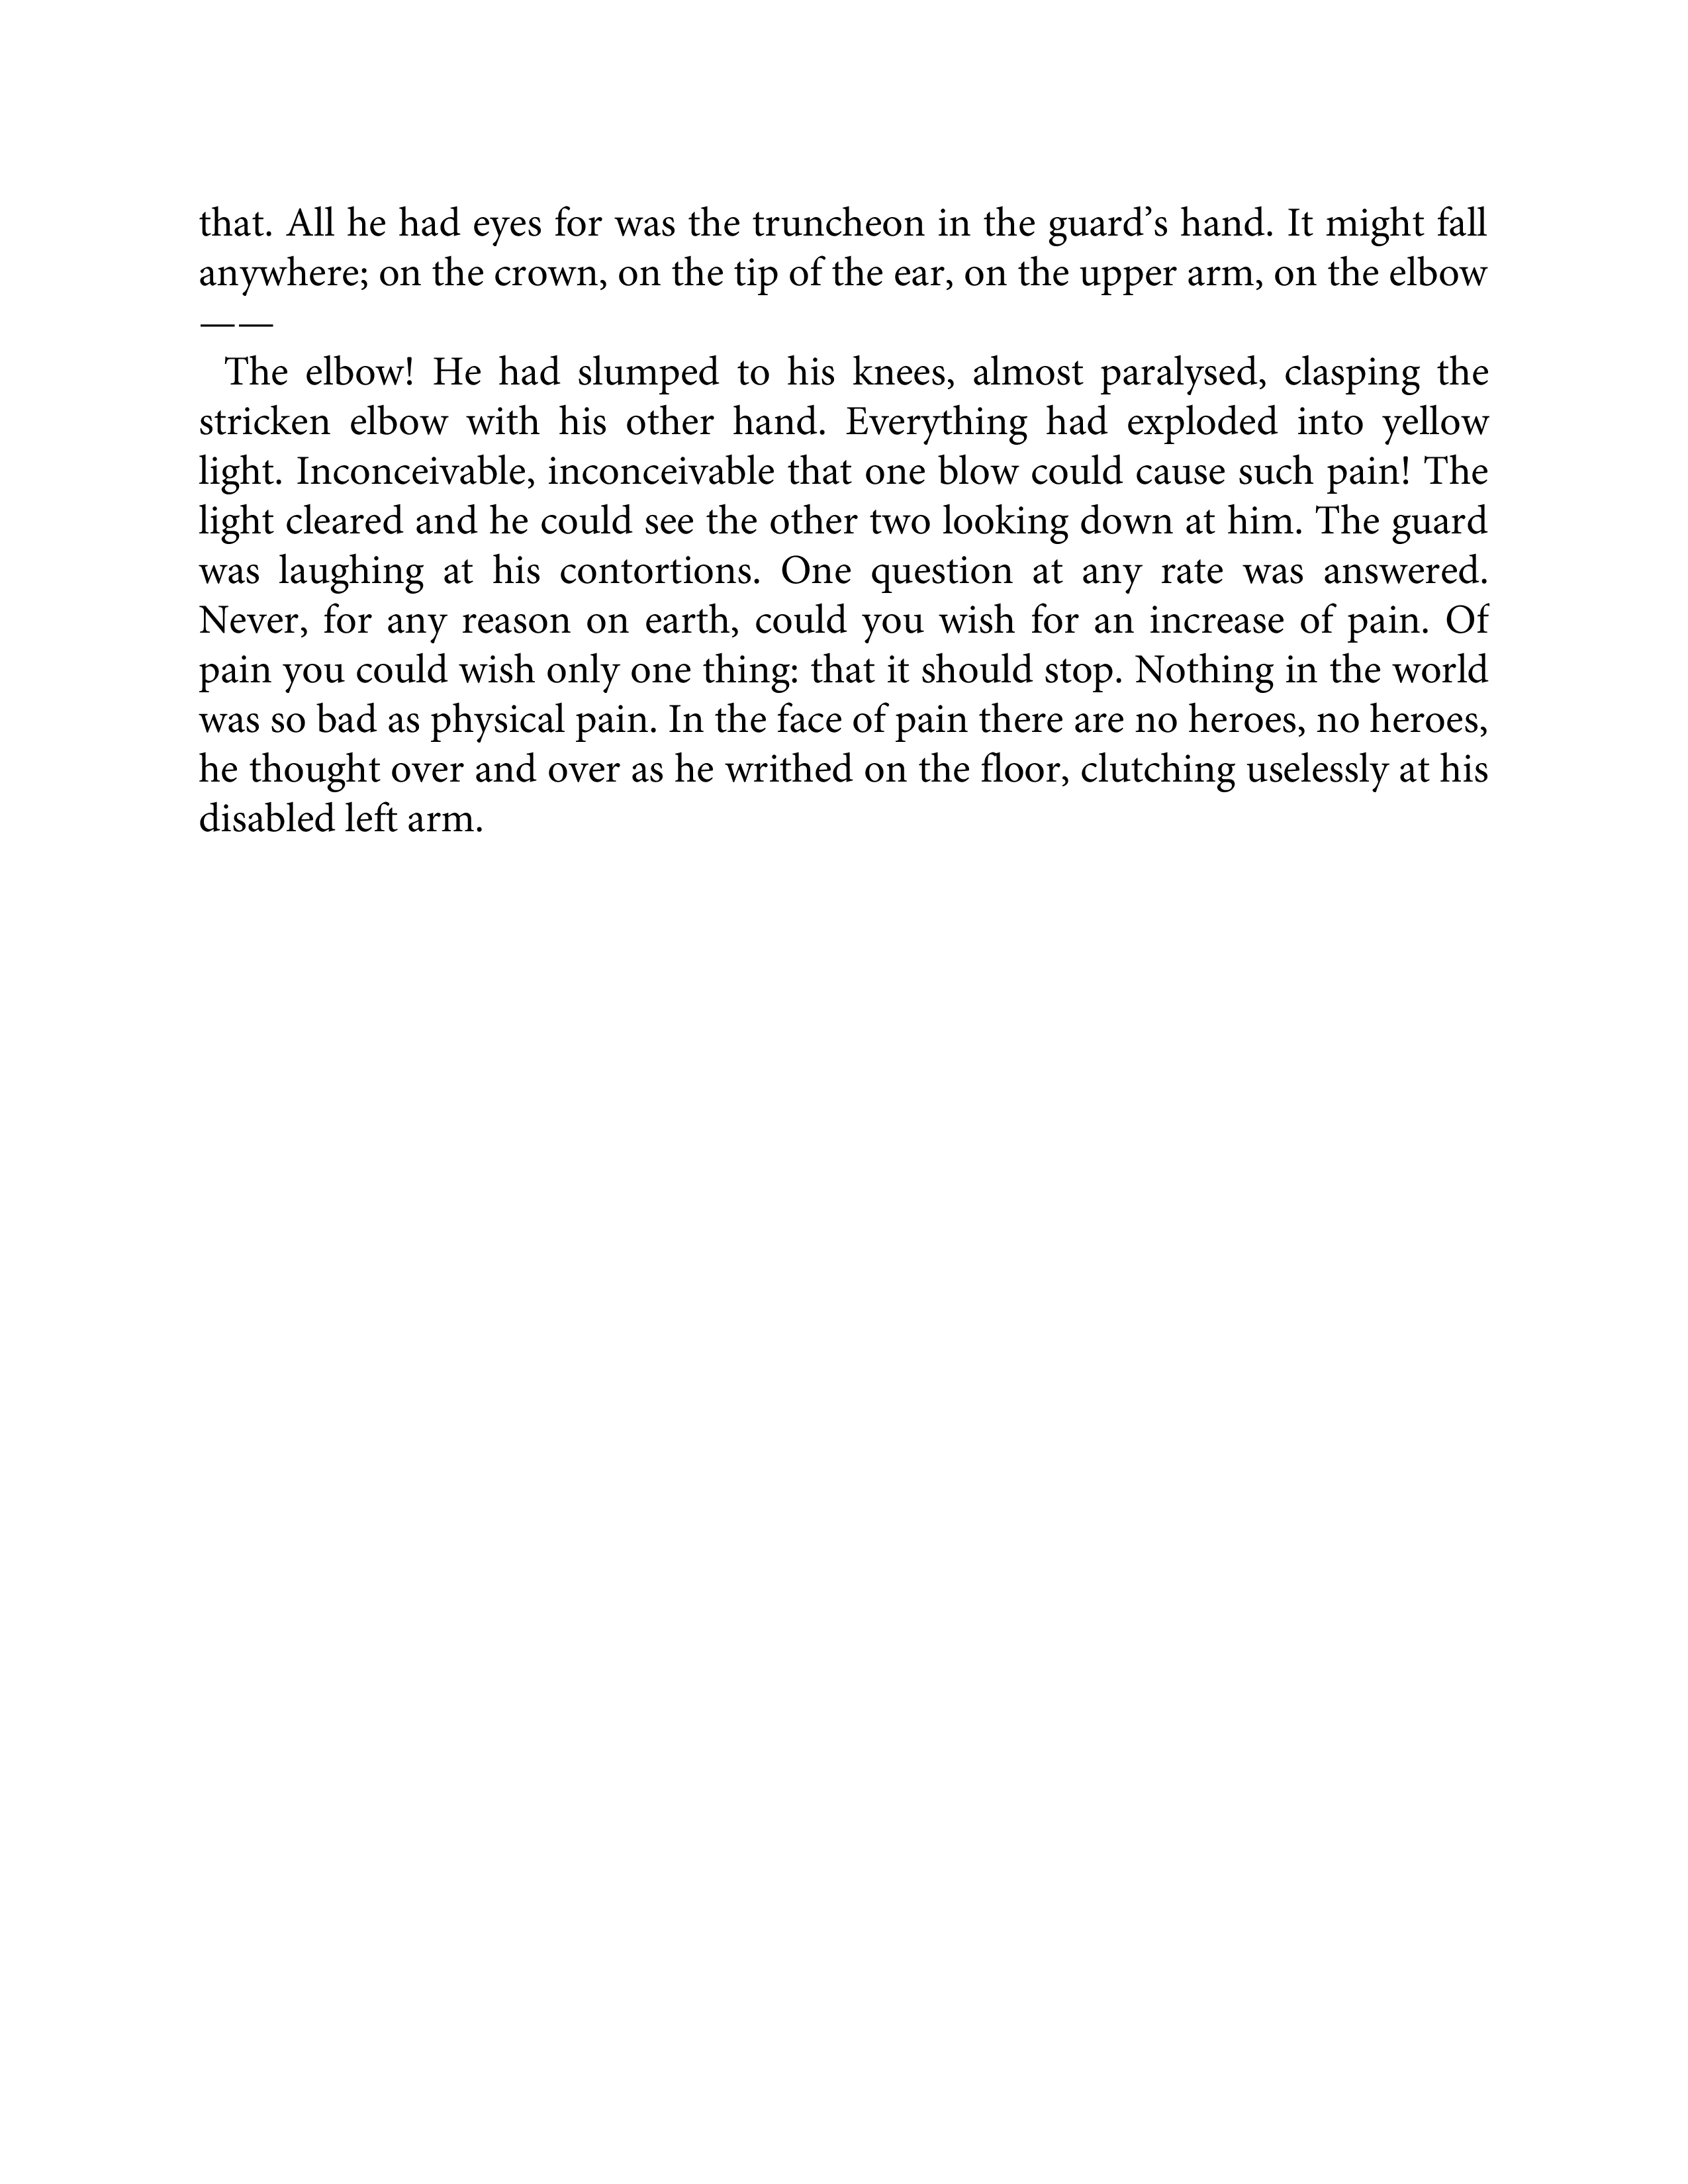 that. All he had eyes for was the truncheon in the guard’s hand. It might fall
anywhere; on the crown, on the tip of the ear, on the upper arm, on the elbow
——
The elbow! He had slumped to his knees, almost paralysed, clasping the
stricken elbow with his other hand. Everything had exploded into yellow
light. Inconceivable, inconceivable that one blow could cause such pain! The
light cleared and he could see the other two looking down at him. The guard
was laughing at his contortions. One question at any rate was answered.
Never, for any reason on earth, could you wish for an increase of pain. Of
pain you could wish only one thing: that it should stop. Nothing in the world
was so bad as physical pain. In the face of pain there are no heroes, no heroes,
he thought over and over as he writhed on the floor, clutching uselessly at his
disabled left arm.